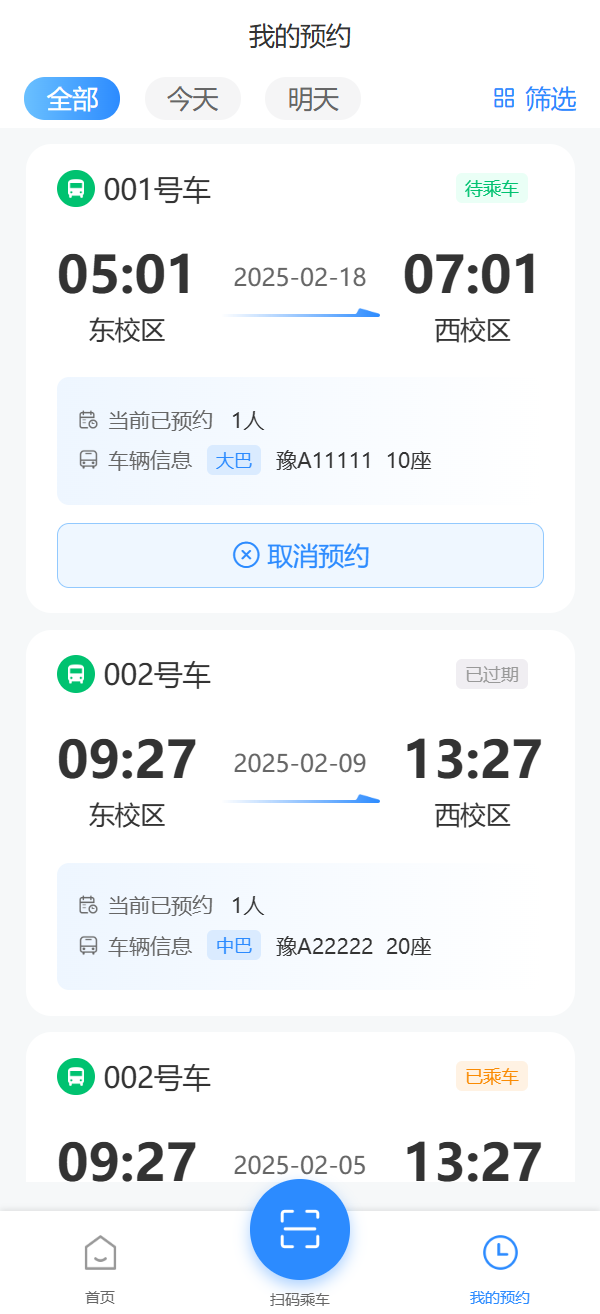 我的预约
全部 今天 明天 筛选
001号车 待乘车
05:01 2025-02-18 07:01
东校区 西校区
当前已预约 1人
车辆信息 大巴 豫A11111 10座
取消预约
002号车 已过期
09:27 2025-02-09 13:27
东校区 西校区
当前已预约 1人
车辆信息 中巴 豫A22222 20座
002号车 已乘车
09:27 2025-02-05 13:27
首页 扫码乘车 我的预约